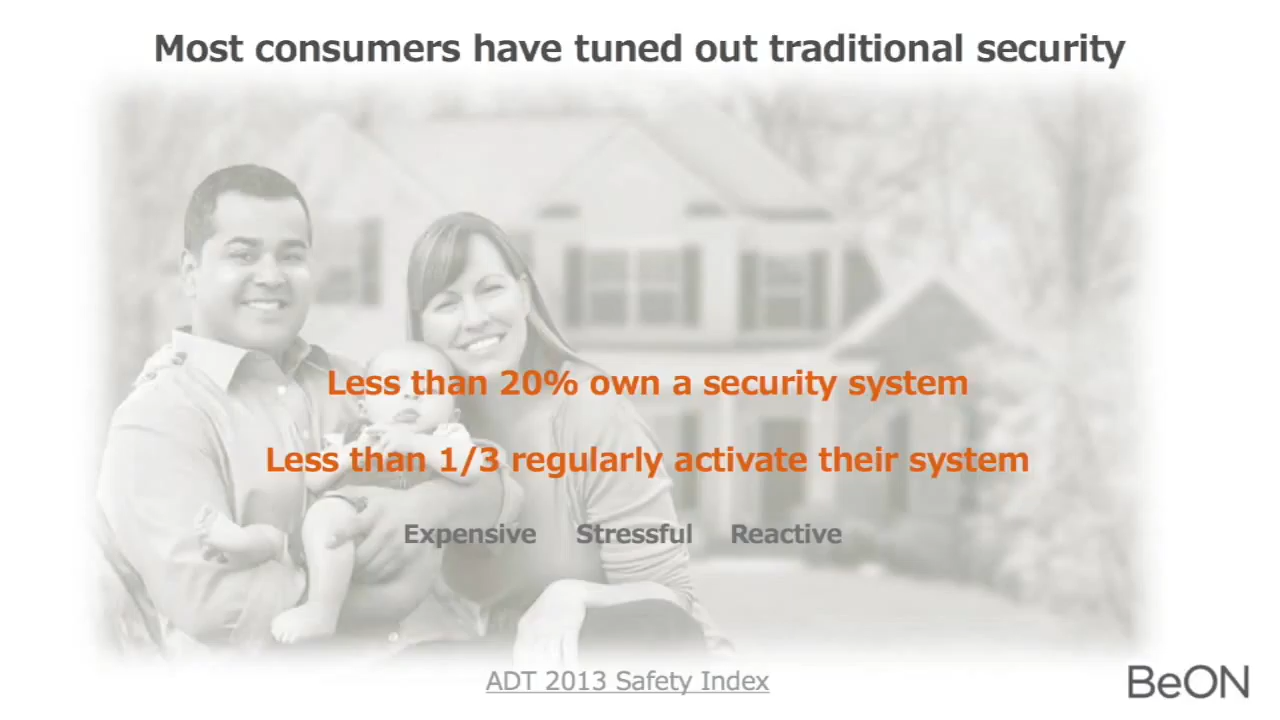 Most consumers have tuned out traditional security
Less than 20% own a security system
Less than 1/3 regularly activate their system
Expensive Stressful Reactive
ADT 2013 Safety Index
BeON